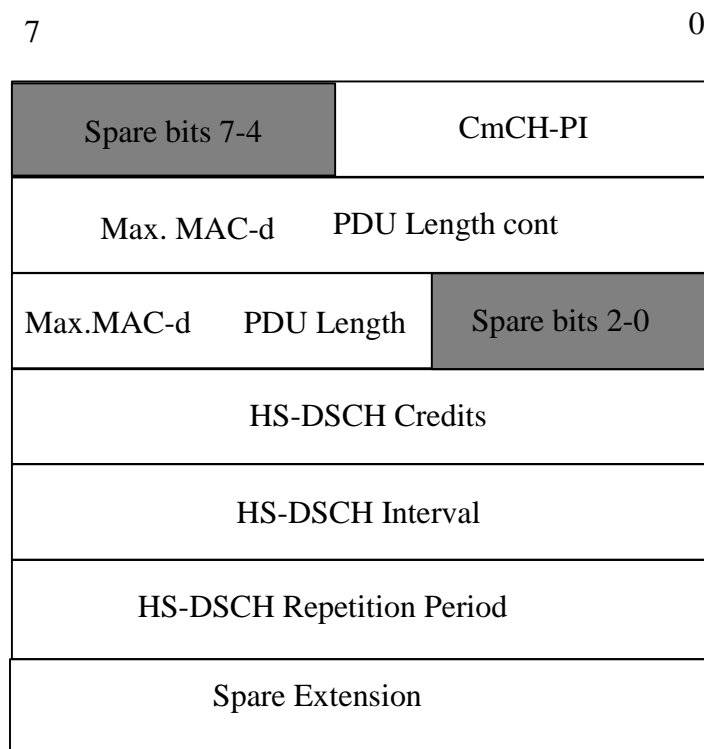 7 0
Spare bits 7-4 CmCH-PI
Max. MAC-d PDU Length cont
Max.MAC-d PDU Length Spare bits 2-0
HS-DSCH Credits
HS-DSCH Interval
HS-DSCH Repetition Period
Spare Extension